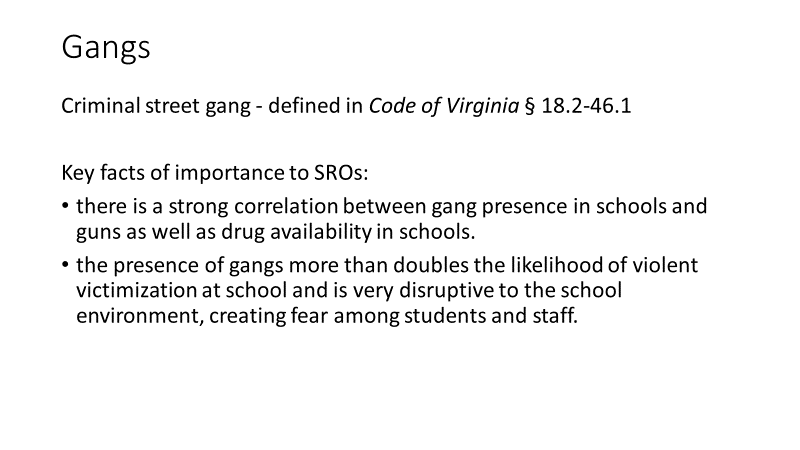 Gangs
Criminal street gang - defined in Code of Virginia § 18.2-46.1
Key facts of importance to SROs:
• there is a strong correlation between gang presence in schools and
guns as well as drug availability in schools.
• the presence of gangs more than doubles the likelihood of violent
victimization at school and is very disruptive to the school
environment, creating fear among students and staff.